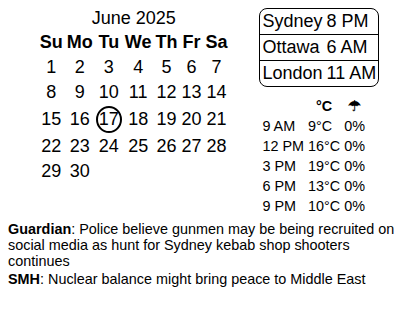 June 2025
Su Mo Tu We Th Fr Sa
1 2 3 4 5 6 7
8 9 10 11 12 13 14
15 16 17 18 19 20 21
22 23 24 25 26 27 28
29 30
Sydney 8 PM
Ottawa 6 AM
London 11 AM
°C ☂
9 AM 9°C 0%
12 PM 16°C 0%
3 PM 19°C 0%
6 PM 13°C 0%
9 PM 10°C 0%
Guardian: Police believe gunmen may be being recruited on
social media as hunt for Sydney kebab shop shooters
continues
SMH: Nuclear balance might bring peace to Middle East